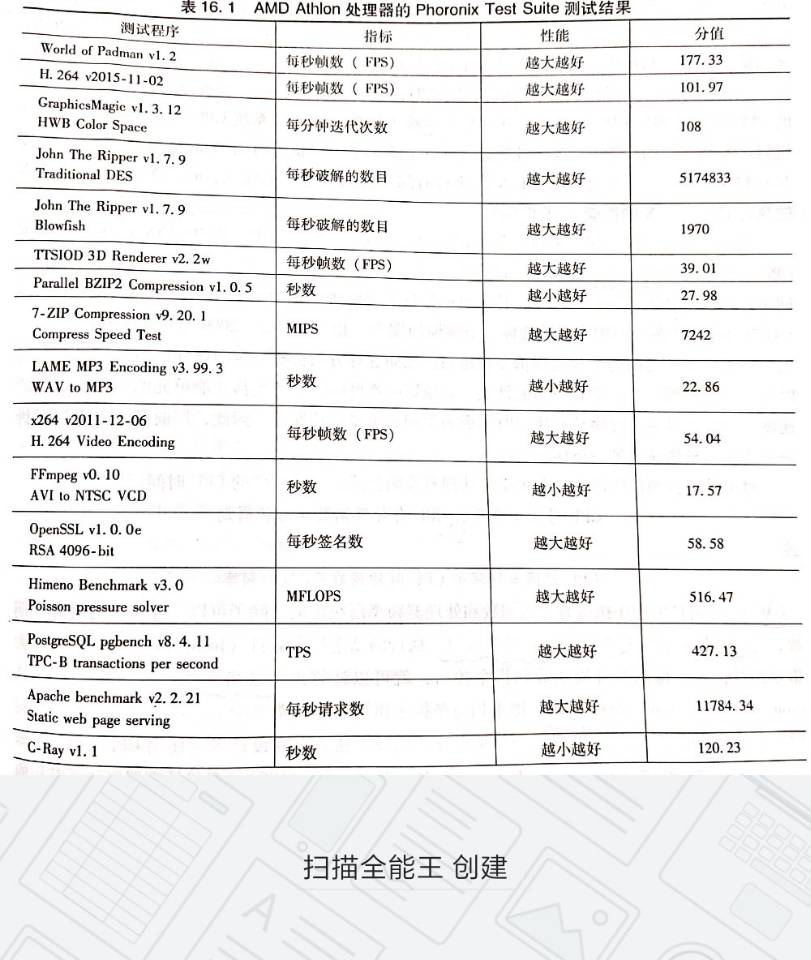 表 16. 1 AMD Athlon 处理器的 Phoronix Test Suite 测试结果
测试程序 指标 性能 分值
World of Padman v1. 2 每秒帧数 ( FPS) 越大越好 177. 33
H. 264 v2015-11-02 每秒帧数 ( FPS) 越大越好 101. 97
GraphicsMagic v1. 3. 12
HWB Color Space 每分钟迭代次数 越大越好 108
John The Ripper v1. 7. 9
Traditional DES 每秒破解的数目 越大越好 5174833
John The Ripper v1. 7. 9
Blowfish 每秒破解的数目 越大越好 1970
TTSIOD 3D Renderer v2. 2w 每秒帧数 (FPS) 越大越好 39. 01
Parallel BZIP2 Compression v1. 0. 5 秒数 越小越好 27. 98
7-ZIP Compression v9. 20. 1
Compress Speed Test MIPS 越大越好 7242
LAME MP3 Encoding v3. 99. 3
WAV to MP3 秒数 越小越好 22. 86
x264 v2011-12-06
H. 264 Video Encoding 每秒帧数 (FPS) 越大越好 54. 04
FFmpeg v0. 10
AVI to NTSC VCD 秒数 越小越好 17. 57
OpenSSL v1. 0. 0e
RSA 4096-bit 每秒签名数 越大越好 58. 58
Himeno Benchmark v3. 0
Poisson pressure solver MFLOPS 越大越好 516. 47
PostgreSQL pgbench v8. 4. 11
TPC-B transactions per second TPS 越大越好 427. 13
Apache benchmark v2. 2. 21
Static web page serving 每秒请求数 越大越好 11784. 34
C-Ray v1. 1 秒数 越小越好 120. 23
扫描全能王 创建